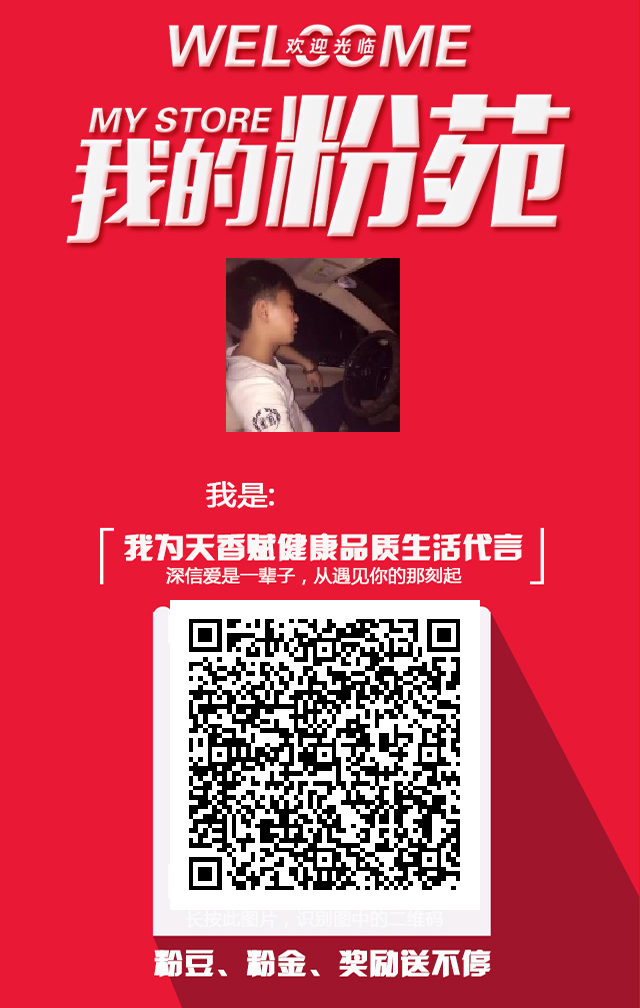 WELCOME
欢迎光临
MY STORE
我的粉苑
我是:
我为天香赋健康品质生活代言
深信爱是一辈子，从遇见你的那刻起
长按此图片，识别图中的二维码
粉豆、粉金、奖励送不停